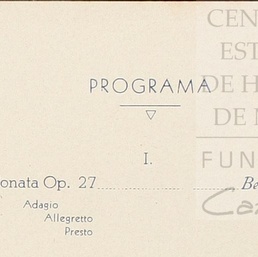 CEN
EST
PROGRAMA
DE H
DE
I.
FUN
onata Op. 27 Be
Adagio
Allegretto
Presto